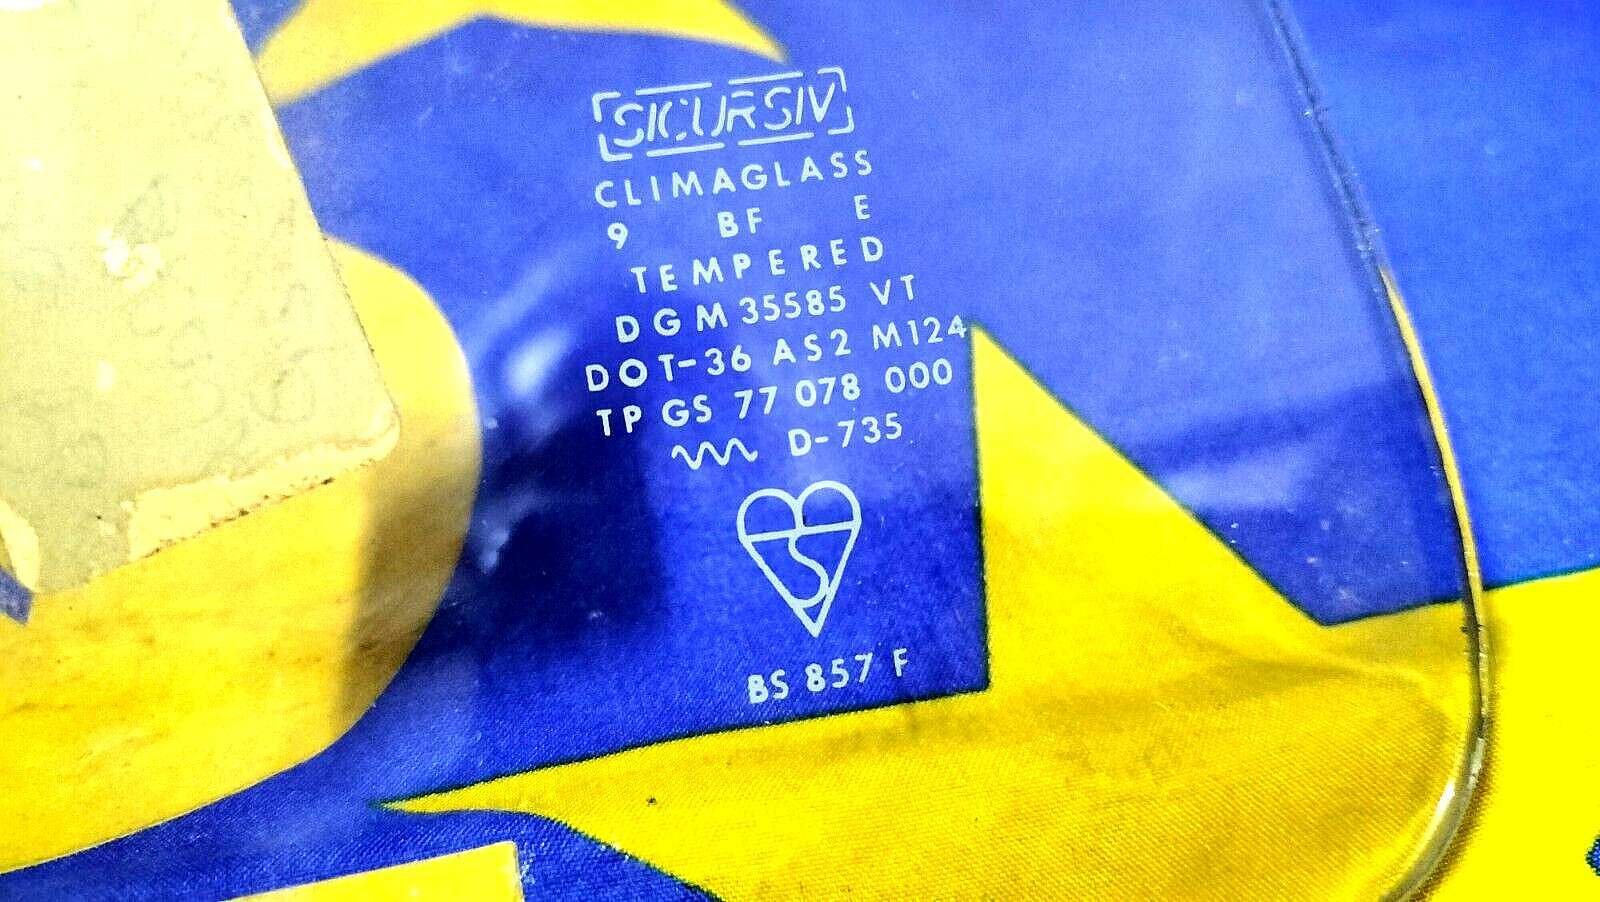 SICURSIV
CLIMAGLASS
9 BF E
TEMPERED
DGM 35585 VT
DOT-36 AS2 M124
TP GS 77 078 000
D-735
BS 857 F